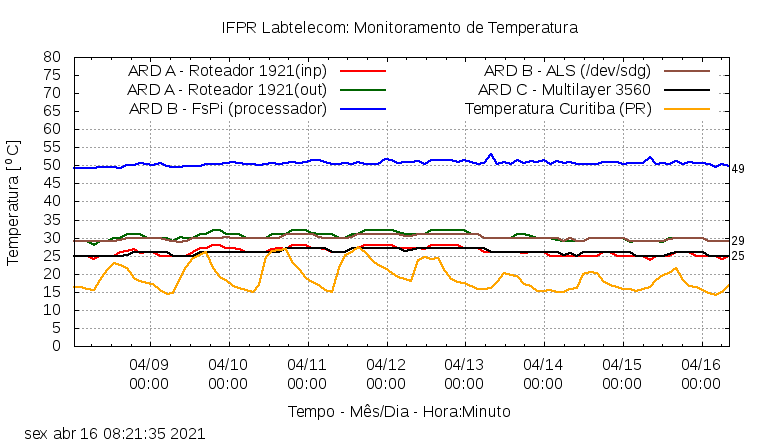 IFPR Labtelecom: Monitoramento de Temperatura
ARD A - Roteador 1921(inp)
ARD A - Roteador 1921(out)
ARD B - FsPi (processador)
ARD B - ALS (/dev/sdg)
ARD C - Multilayer 3560
Temperatura Curitiba (PR)
Temperatura [ºC]
80
75
70
65
60
55
50
45
40
35
30
25
20
15
10
5
0
49
29
25
04/09 04/10 04/11 04/12 04/13 04/14 04/15 04/16
00:00 00:00 00:00 00:00 00:00 00:00 00:00 00:00
Tempo - Mês/Dia - Hora:Minuto
sex abr 16 08:21:35 2021